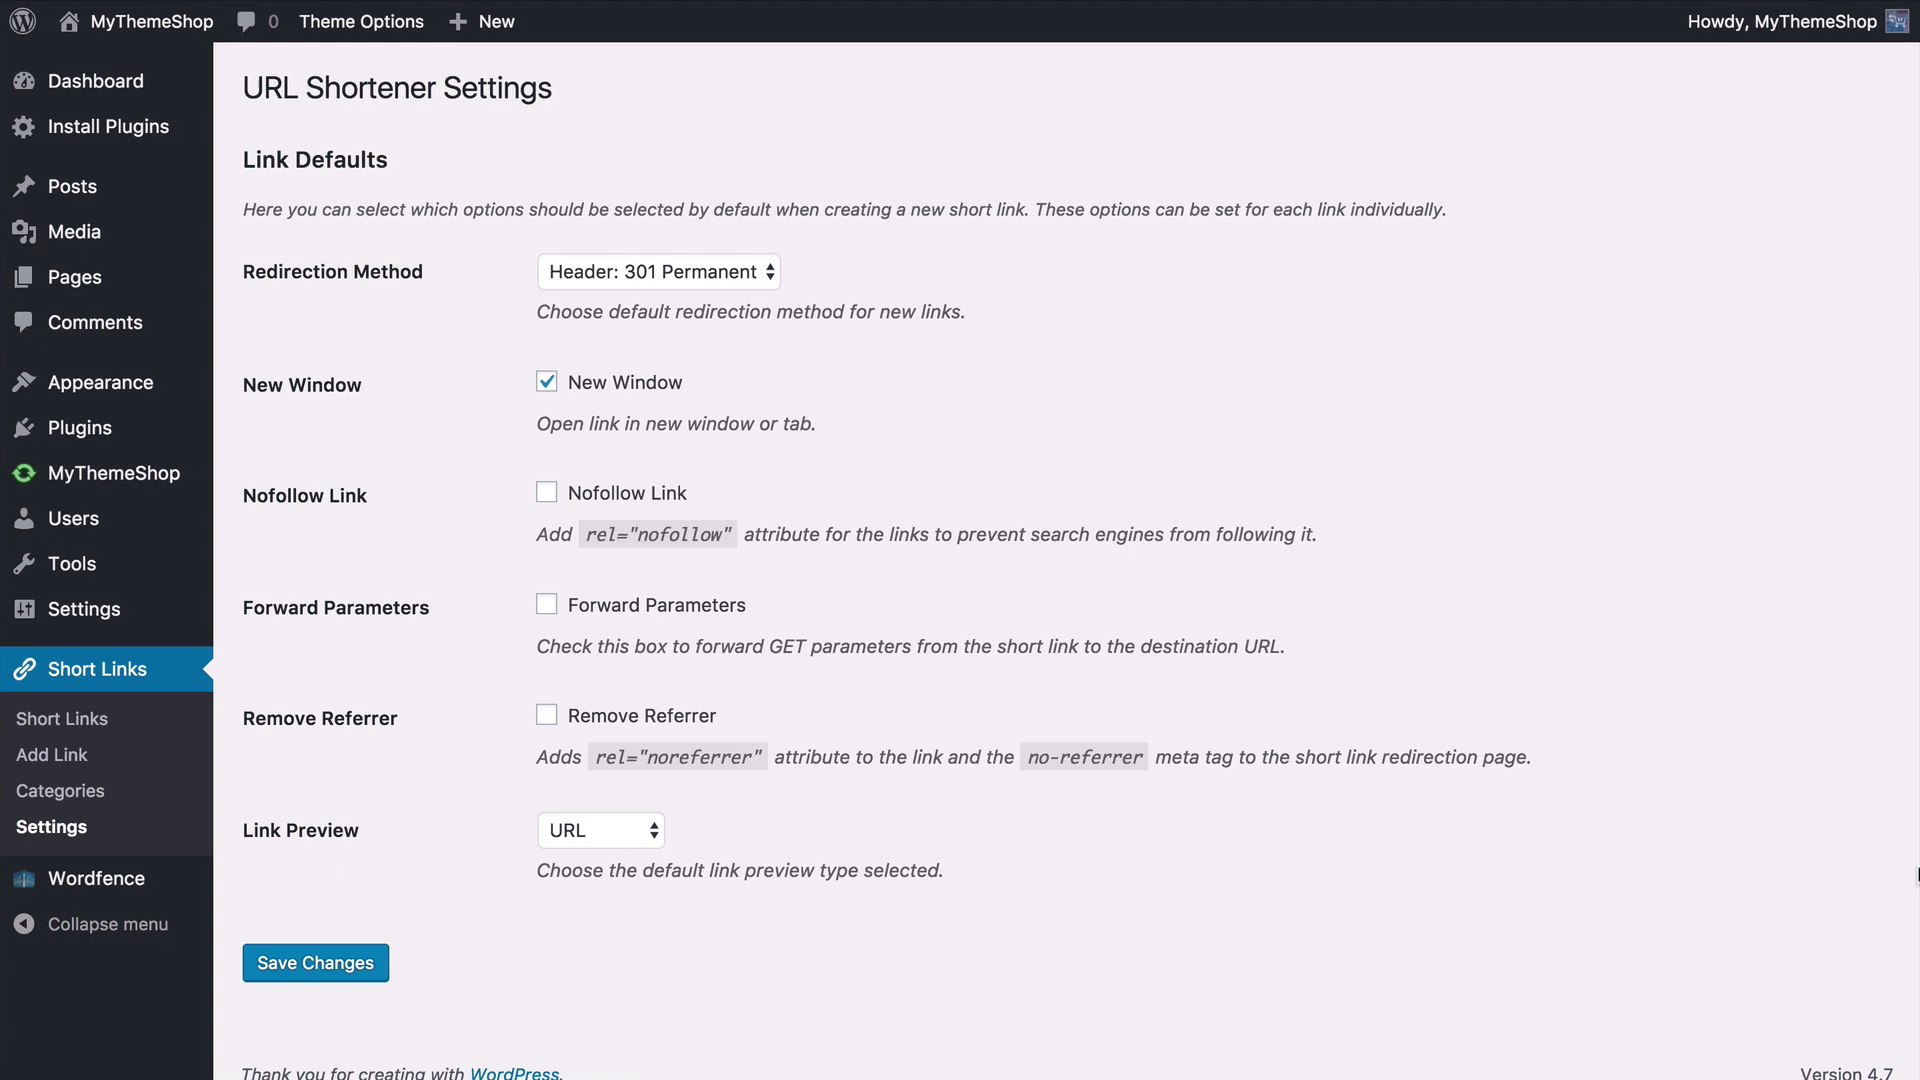 MyThemeShop 0 Theme Options New Howdy, MyThemeShop
Dashboard
Install Plugins
Posts
Media
Pages
Comments
Appearance
Plugins
MyThemeShop
Users
Tools
Settings
Short Links
Short Links
Add Link
Categories
Settings
Wordfence
Collapse menu
URL Shortener Settings
Link Defaults
Here you can select which options should be selected by default when creating a new short link. These options can be set for each link individually.
Redirection Method Header: 301 Permanent
Choose default redirection method for new links.
New Window New Window
Open link in new window or tab.
Nofollow Link Nofollow Link
Add rel="nofollow" attribute for the links to prevent search engines from following it.
Forward Parameters Forward Parameters
Check this box to forward GET parameters from the short link to the destination URL.
Remove Referrer Remove Referrer
Adds rel="noreferrer" attribute to the link and the no-referrer meta tag to the short link redirection page.
Link Preview URL
Choose the default link preview type selected.
Save Changes
Thank you for creating with WordPress. Version 4.7